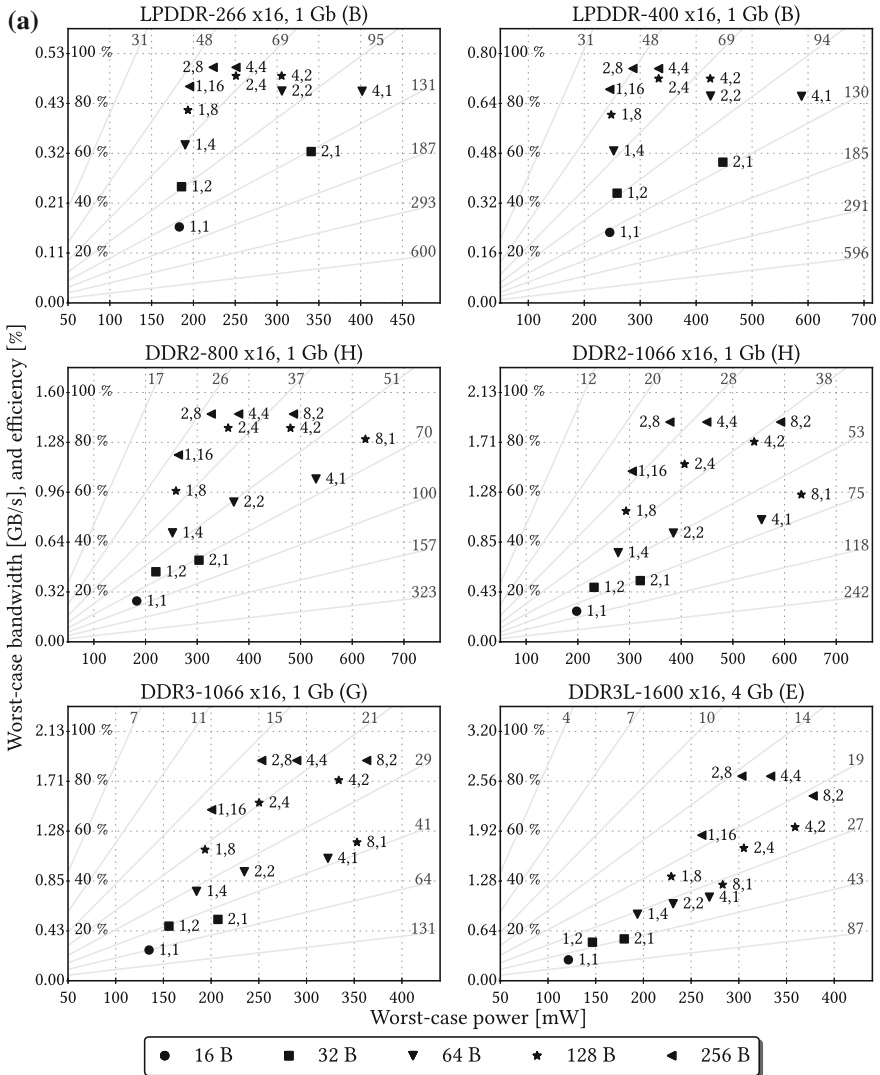 (a)
LPDDR-266 x16, 1 Gb (B)
31 48 69 95
0.53 100 %
2,8 4,4
2,4 4,2
1,16 2,2 4,1 131
0.43 80 %
1,8
1,4 187
0.32 60 %
2,1
0.21 40 %
1,2
293
1,1
0.11 20 % 600
0.00
50 100 150 200 250 300 350 400 450
LPDDR-400 x16, 1 Gb (B)
31 48 69 94
0.80 100 %
2,8 4,4
2,4 4,2
1,16 2,2 4,1 130
0.64 80 %
1,8
1,4 185
0.48 60 %
2,1
0.32 40 %
1,2
291
1,1
0.16 20 % 596
0.00
100 200 300 400 500 600 700
DDR2-800 x16, 1 Gb (H)
17 26 37 51
1.60 100 %
2,8 4,4 8,2
2,4 4,2
8,1 70
1.28 80 %
1,16
0.96 60 %
1,8 4,1 100
2,2
1,4
0.64 40 % 157
2,1
1,2
0.32 20 % 323
1,1
0.00
100 200 300 400 500 600 700
DDR2-1066 x16, 1 Gb (H)
12 20 28 38
2.13 100 %
2,8 4,4 8,2
4,2 53
1.71 80 %
2,4
1,16
1.28 60 %
8,1 75
1,8
4,1
2,2
0.85 40 % 118
1,4
2,1
1,2
0.43 20 % 242
1,1
0.00
100 200 300 400 500 600 700
DDR3-1066 x16, 1 Gb (G)
7 11 15 21
2.13 100 %
2,8 4,4 8,2 29
4,2
1.71 80 %
2,4
1,16
1.28 60 % 41
8,1
1,8
4,1
2,2
0.85 40 % 64
1,4
2,1
1,2
0.43 20 % 131
1,1
0.00
50 100 150 200 250 300 350 400
DDR3L-1600 x16, 4 Gb (E)
4 7 10 14
3.20 100 %
19
2,8 4,4
2.56 80 %
8,2
4,2
1.92 60 % 27
1,16
2,4
1,8
1.28 40 % 43
8,1
4,1
2,2
1,4
0.64 20 % 87
1,2 2,1
1,1
0.00
50 100 150 200 250 300 350 400
Worst-case bandwidth [GB/s], and efficiency [%]
Worst-case power [mW]
16 B 32 B 64 B 128 B 256 B